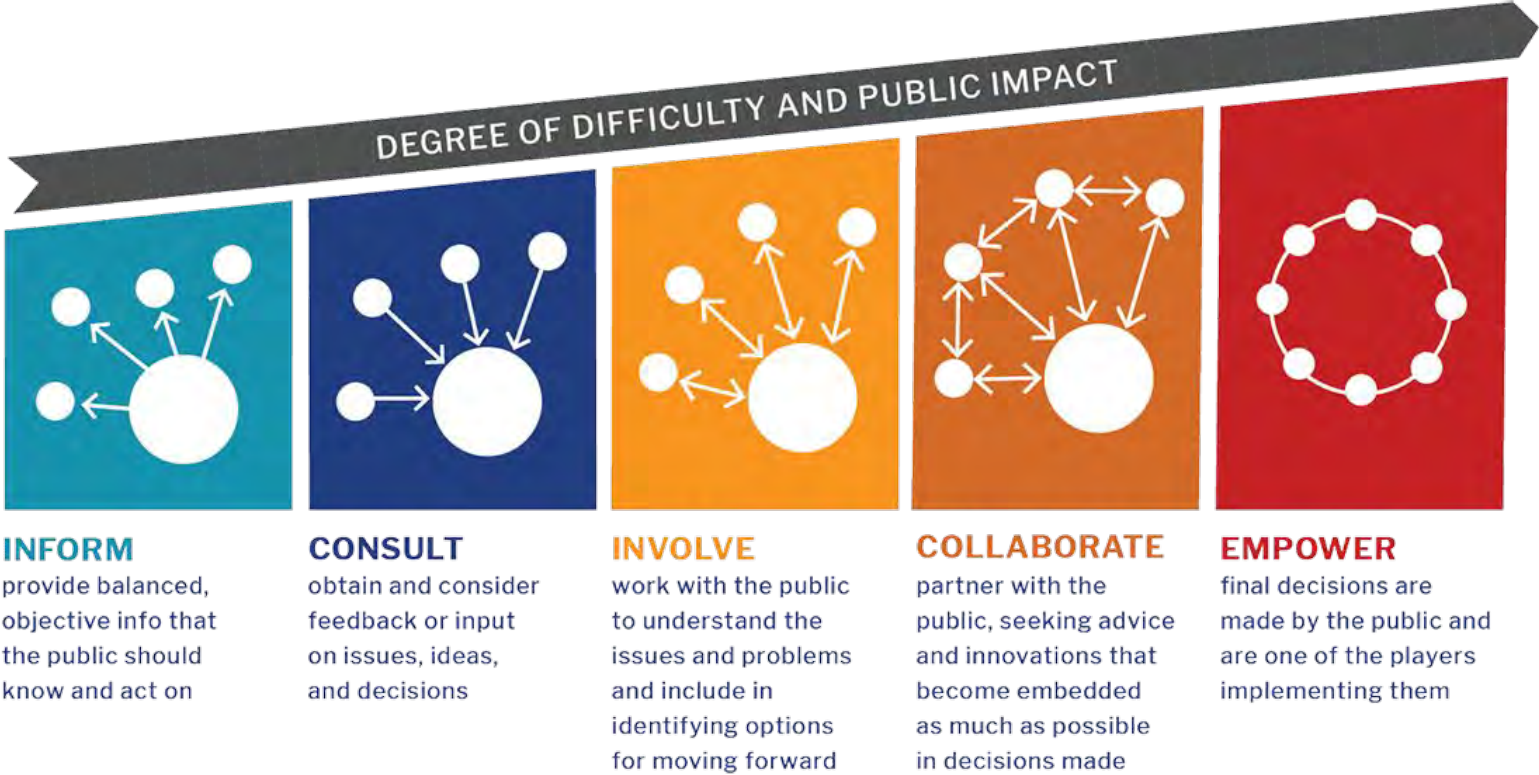 DEGREE OF DIFFICULTY AND PUBLIC IMPACT
INFORM
provide balanced,
objective info that
the public should
know and act on
CONSULT
obtain and consider
feedback or input
on issues, ideas,
and decisions
INVOLVE
work with the public
to understand the
issues and problems
and include in
identifying options
for moving forward
COLLABORATE
partner with the
public, seeking advice
and innovations that
become embedded
as much as possible
in decisions made
EMPOWER
final decisions are
made by the public and
are one of the players
implementing them